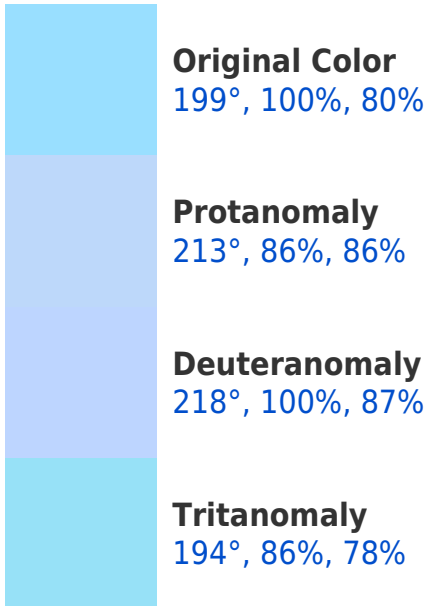 Original Color
199°, 100%, 80%
Protanomaly
213°, 86%, 86%
Deuteranomaly
218°, 100%, 87%
Tritanomaly
194°, 86%, 78%